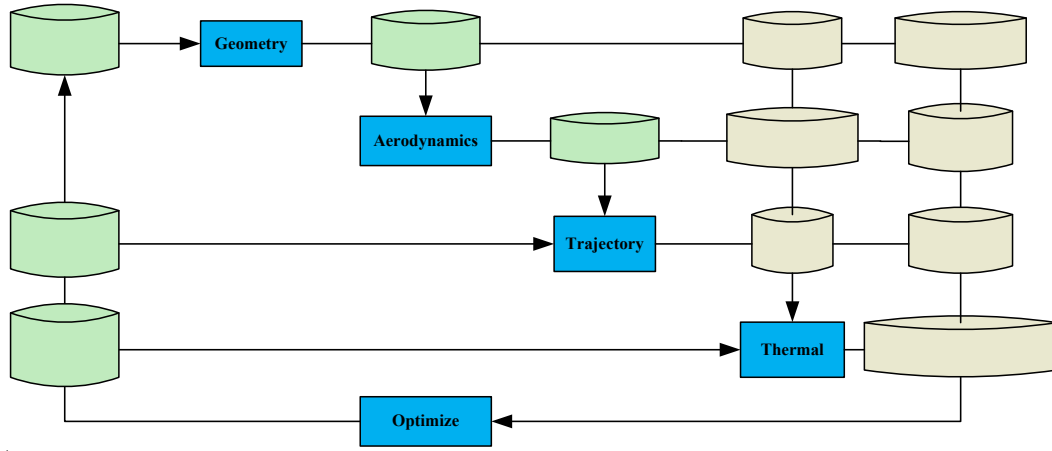 Geometry
Aerodynamics
Trajectory
Thermal
Optimize